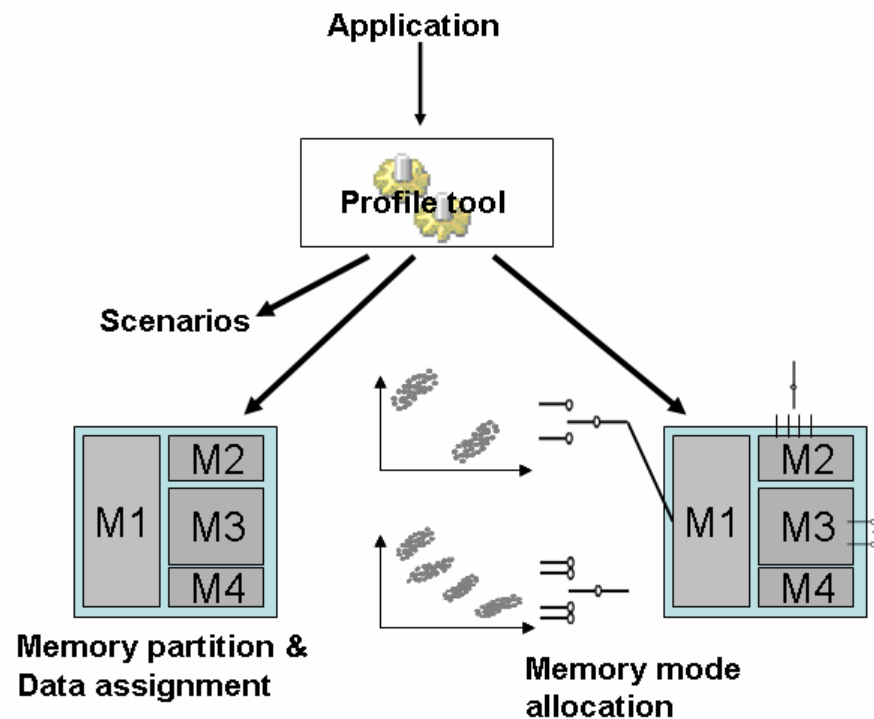 Application
Profile tool
Scenarios
M1
M2
M3
M4
M1
M2
M3
M4
Memory partition &
Data assignment
Memory mode
allocation